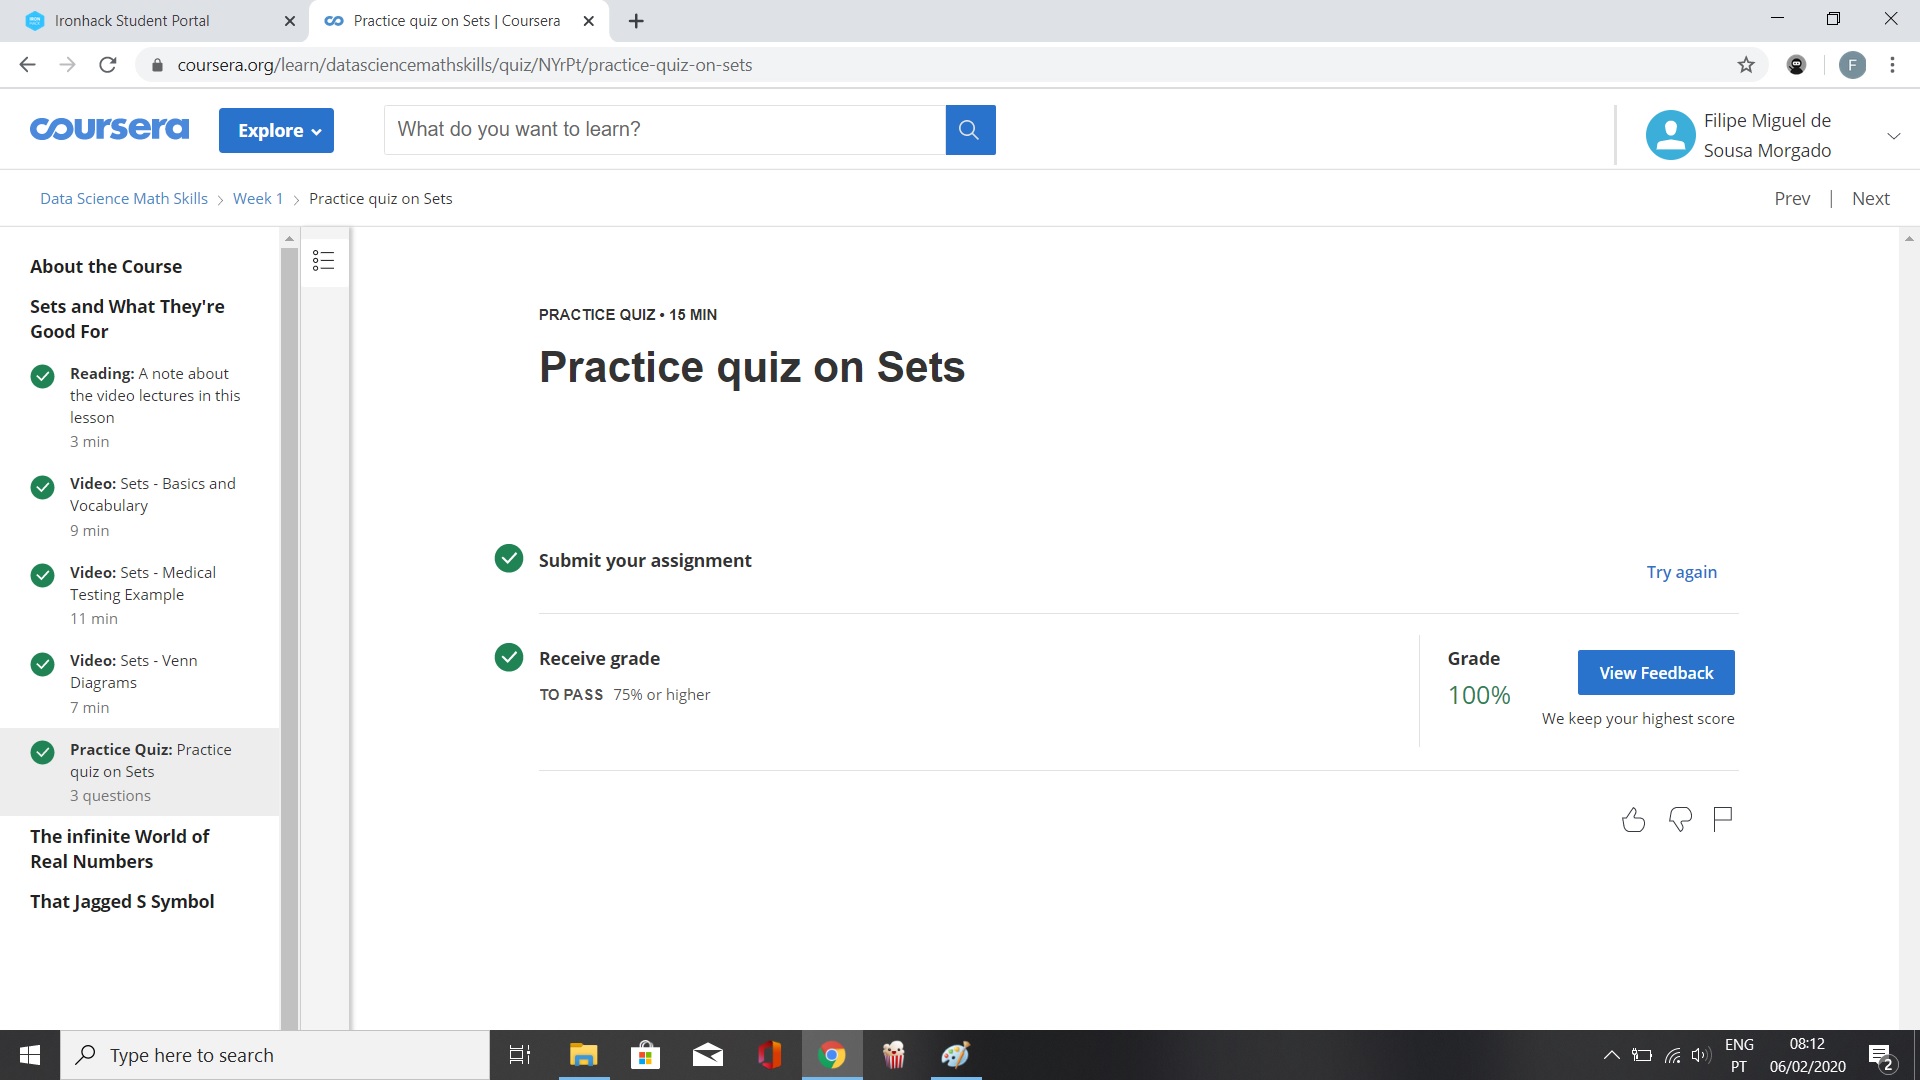 Ironhack Student Portal
Practice quiz on Sets | Coursera
coursera.org/learn/datasciencemathskills/quiz/NYrPt/practice-quiz-on-sets
F
coursera
Explore
What do you want to learn?
Filipe Miguel de
Sousa Morgado
Data Science Math Skills > Week 1 > Practice quiz on Sets
Prev | Next
About the Course
Sets and What They're
Good For
Reading: A note about
the video lectures in this
lesson
3 min
Video: Sets - Basics and
Vocabulary
9 min
Video: Sets - Medical
Testing Example
11 min
Video: Sets - Venn
Diagrams
7 min
Practice Quiz: Practice
quiz on Sets
3 questions
The infinite World of
Real Numbers
That Jagged S Symbol
PRACTICE QUIZ • 15 MIN
Practice quiz on Sets
Submit your assignment
Try again
Receive grade
TO PASS 75% or higher
Grade
100%
View Feedback
We keep your highest score
Type here to search
ENG
PT
08:12
06/02/2020
2